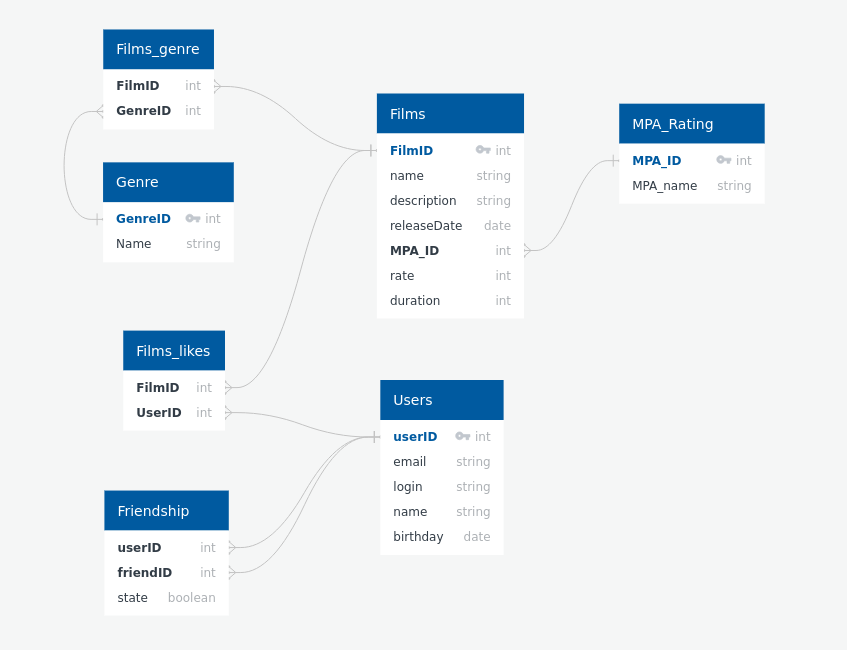 Films_genre
FilmID int
GenreID int
Genre
GenreID int
Name string
Films
FilmID int
name string
description string
releaseDate date
MPA_ID int
rate int
duration int
MPA_Rating
MPA_ID int
MPA_name string
Films_likes
FilmID int
UserID int
Users
userID int
email string
login string
name string
birthday date
Friendship
userID int
friendID int
state boolean